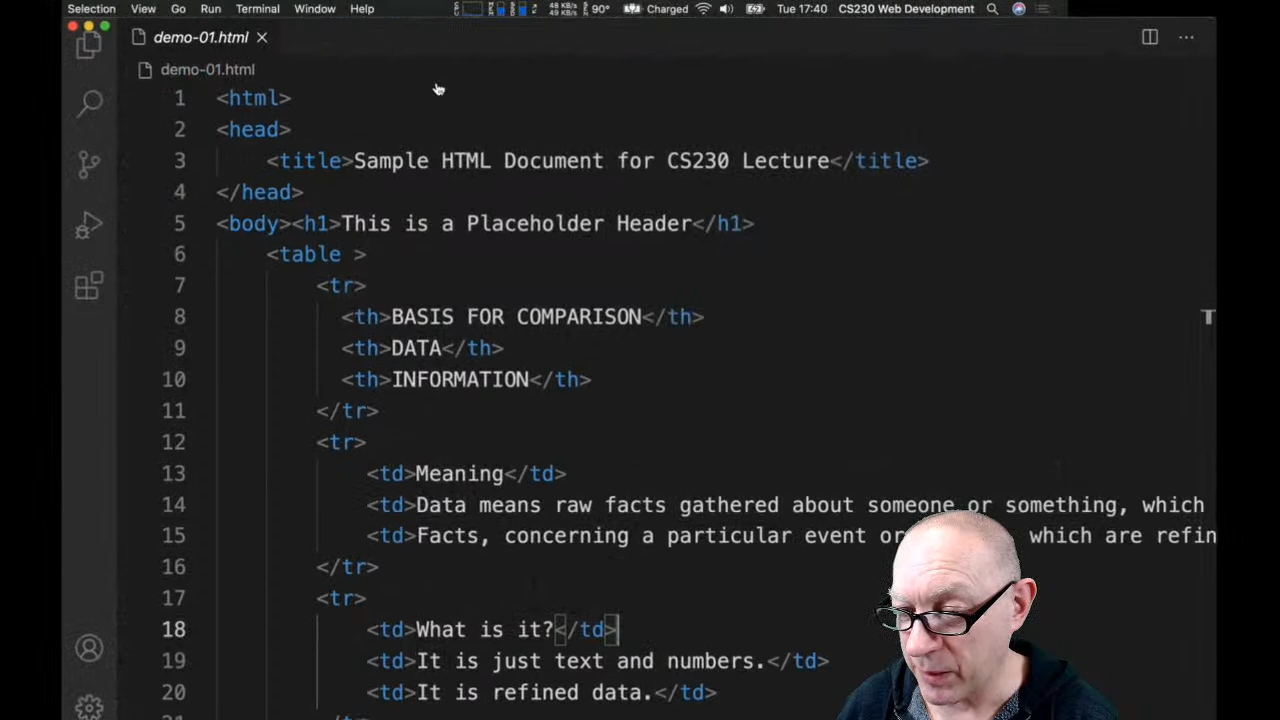 Selection View Go Run Terminal Window Help 48 KB/s 49 KB/s 90° Charged Tue 17:40 CS230 Web Development
demo-01.html
demo-01.html
1 <html>
2 <head>
3 <title>Sample HTML Document for CS230 Lecture</title>
4 </head>
5 <body><h1>This is a Placeholder Header</h1>
6 <table >
7 <tr>
8 <th>BASIS FOR COMPARISON</th>
9 <th>DATA</th>
10 <th>INFORMATION</th>
11 </tr>
12 <tr>
13 <td>Meaning</td>
14 <td>Data means raw facts gathered about someone or something, which
15 <td>Facts, concerning a particular event or which are refin
16 </tr>
17 <tr>
18 <td>What is it?</td>
19 <td>It is just text and numbers.</td>
20 <td>It is refined data.</td>